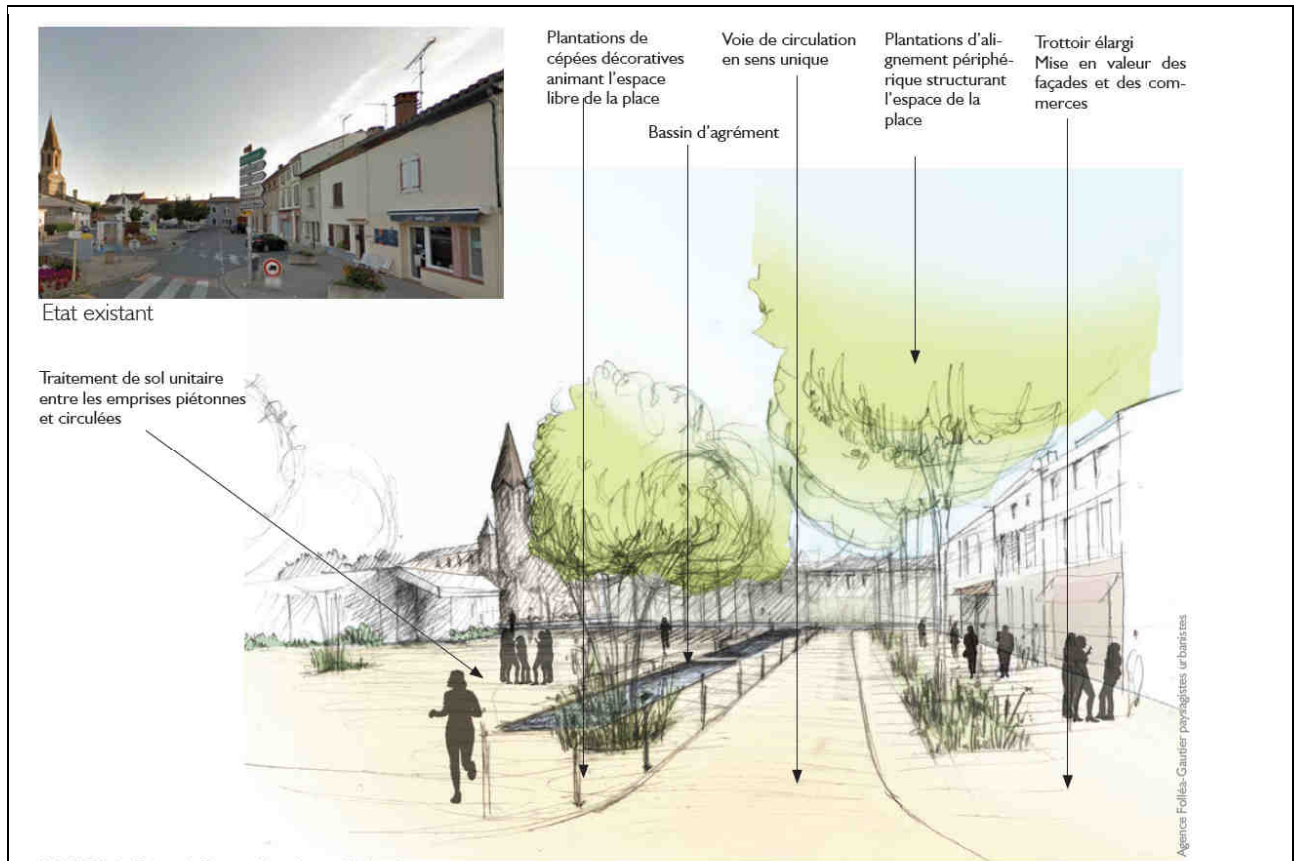 Plantations de
cépées décoratives
animant l'espace
libre de la place
Voie de circulation
en sens unique
Plantations d'ali-
gnement périphé-
rique structurant
l'espace de la
place
Trottoir élargi
Mise en valeur des
façades et des com-
merces
Bassin d'agrément
Etat existant
Traitement de sol unitaire
entre les emprises piétonnes
et circulées
Agence Folléa-Gautier paysagistes urbanistes